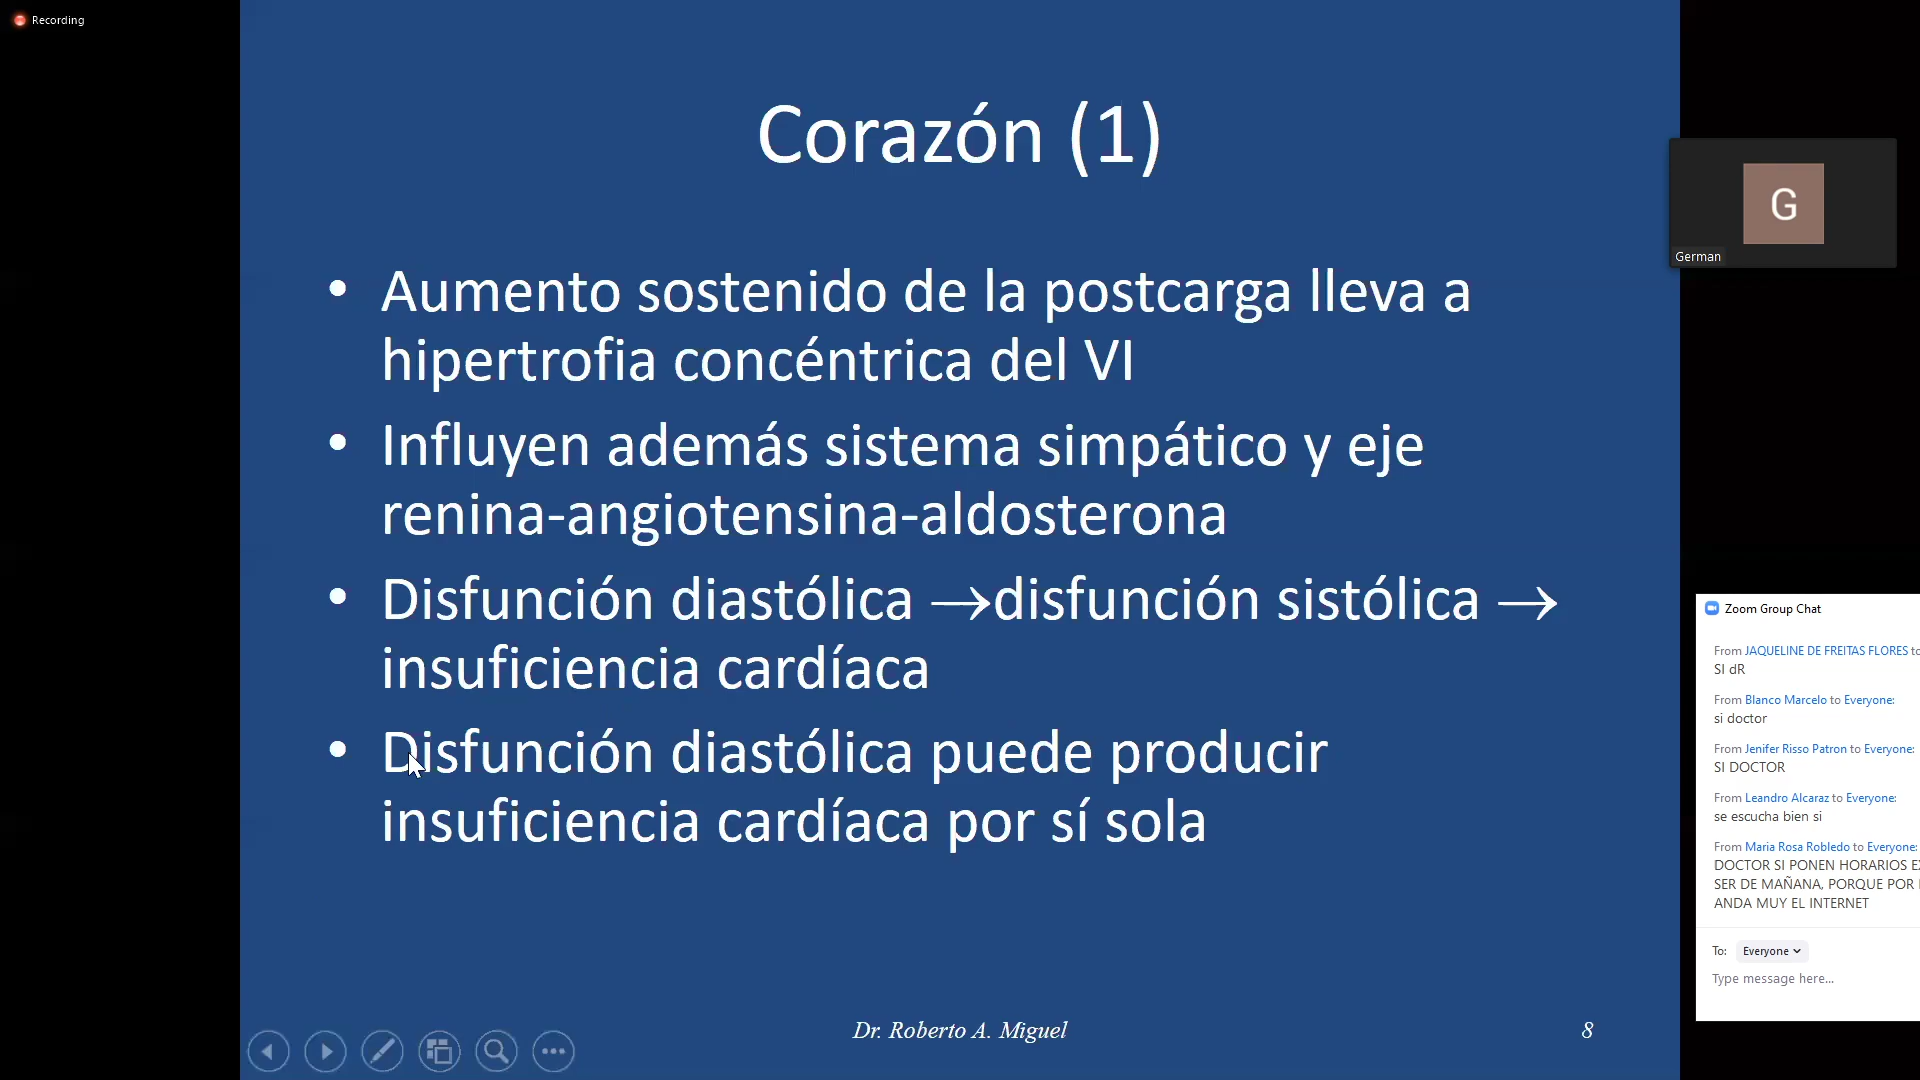 Recording
Corazón (1)
• Aumento sostenido de la postcarga lleva a
hipertrofia concéntrica del VI
• Influyen además sistema simpático y eje
renina-angiotensina-aldosterona
• Disfunción diastólica →disfunción sistólica →
insuficiencia cardíaca
• Disfunción diastólica puede producir
insuficiencia cardíaca por sí sola
Dr. Roberto A. Miguel
8
G
German
Zoom Group Chat
From JAQUELINE DE FREITAS FLORES to
SI dR
From Blanco Marcelo to Everyone:
si doctor
From Jenifer Risso Patron to Everyone:
SI DOCTOR
From Leandro Alcaraz to Everyone:
se escucha bien si
From Maria Rosa Robledo to Everyone:
DOCTOR SI PONEN HORARIOS
SER DE MAÑANA, PORQUE POR
ANDA MUY EL INTERNET
To: Everyone
Type message here...